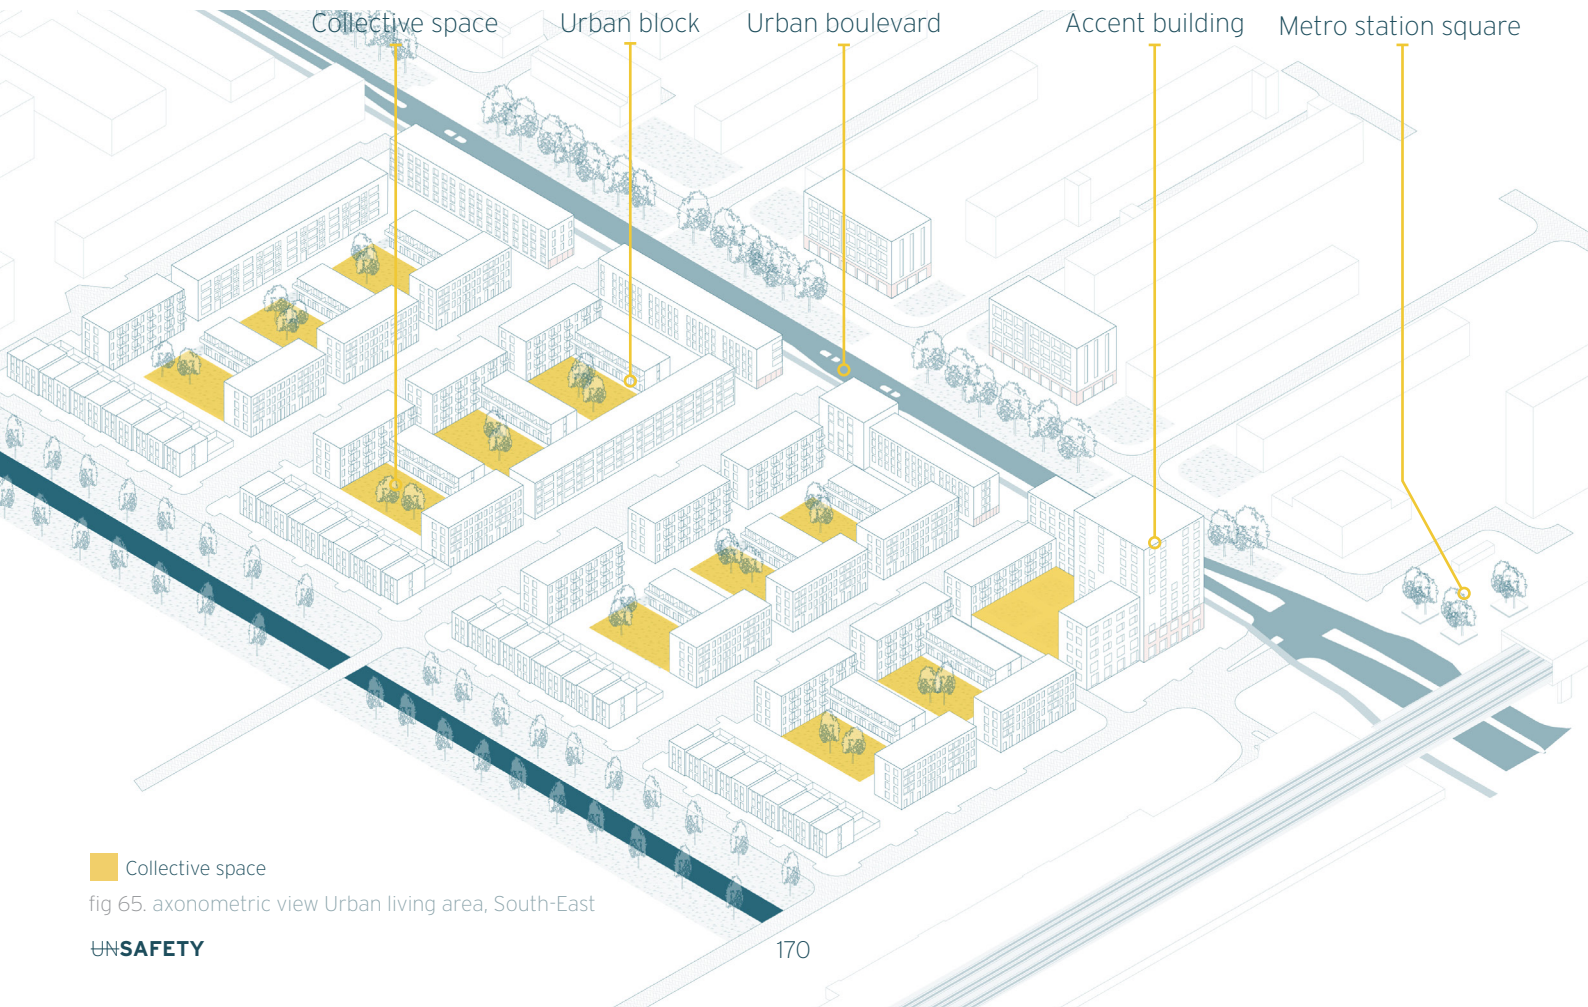 Collective space
Urban block
Urban boulevard
Accent building
Metro station square
Collective space
fig 65. axonometric view Urban living area, South-East
UNSAFETY
170